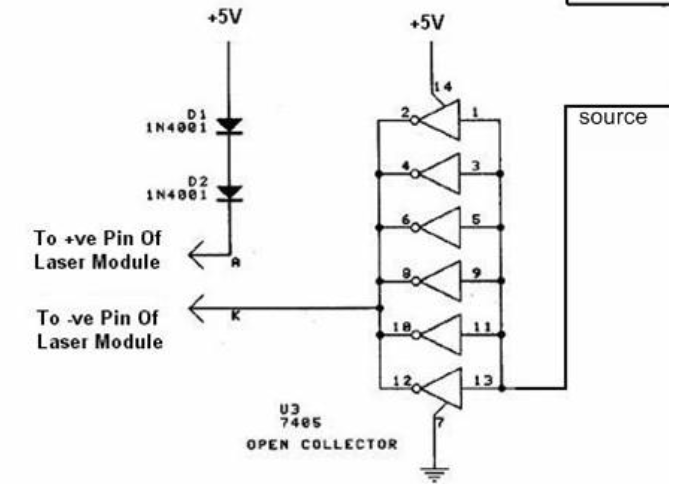 +5V
+5V
14
D1
1N4001
2
1
source
4
3
D2
1N4001
6
5
To +ve Pin Of
Laser Module
A
8
9
To -ve Pin Of
Laser Module
K
10
11
12
13
U3
7405
7
OPEN COLLECTOR